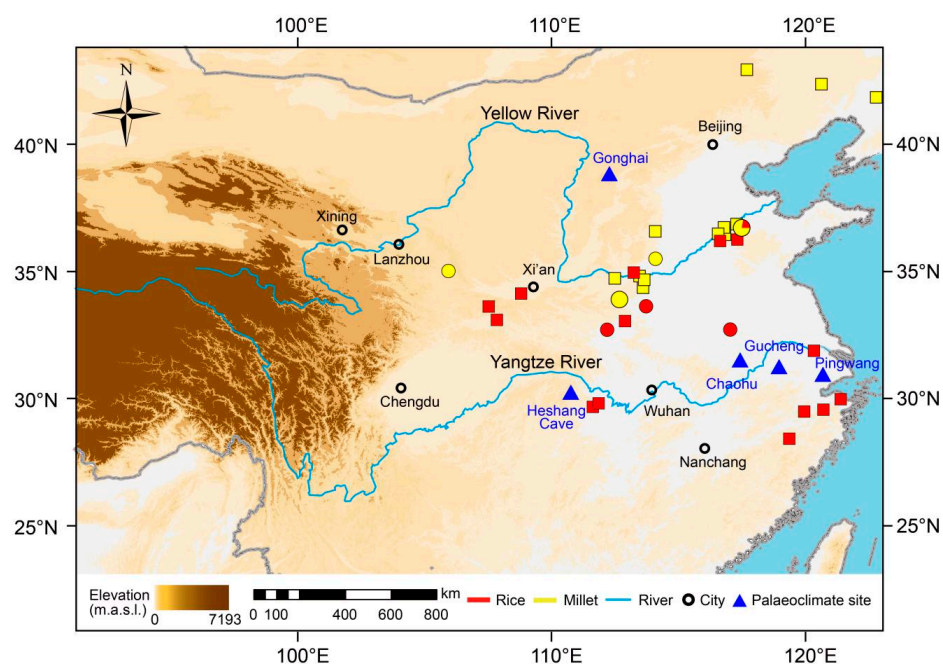 100°E 110°E 120°E
N
Yellow River
Beijing
40°N 40°N
Gonghai
Xining
Lanzhou
35°N Xi'an 35°N
Yangtze River
Gucheng
Pingwang
Chaohu
Chengdu
30°N 30°N
Heshang
Cave
Wuhan
Nanchang
25°N 25°N
Elevation
(m.a.s.l.)
0 7193
0 100 400 600 800
km
Rice Millet River City Palaeoclimate site
100°E 110°E 120°E